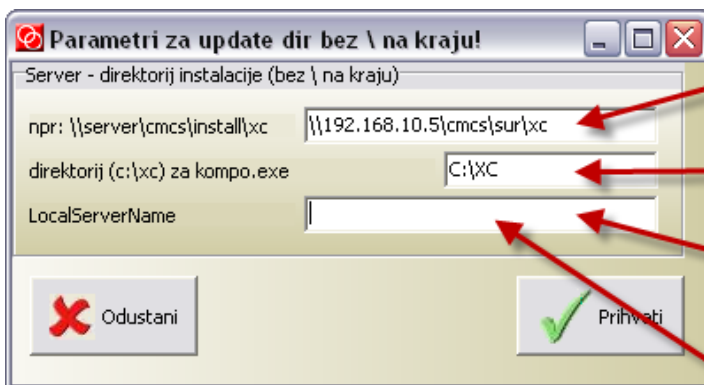 Parametri za update dir bez \ na kraju!
Server - direktorij instalacije (bez \ na kraju)
npr: \\server\cmcs\install\xc \\192.168.10.5\cmcs\sur\xc
direktorij (c:\xc) za kompo.exe C:\XC
LocalServerName
Odustani Prihvati